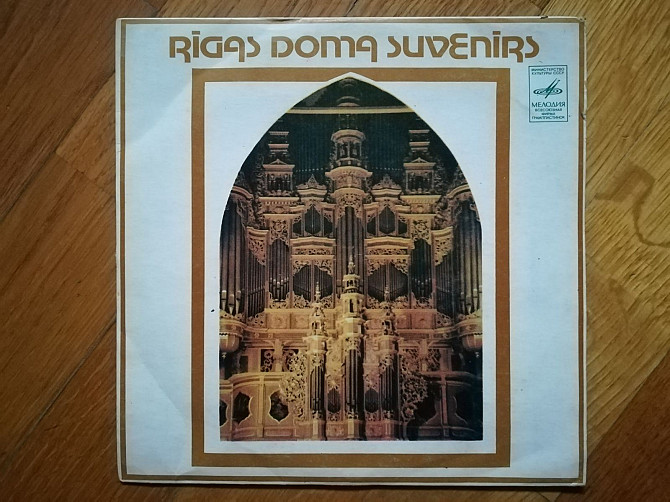 RIGAS DOMA SUVENIRS
МИНИСТЕРСТВО
КУЛЬТУРЫ СССР
МЕЛОДИЯ
ВСЕСОЮЗНАЯ
ФИРМА
ГРАМПЛАСТИНОК